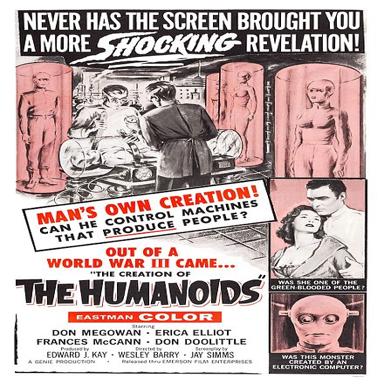 NEVER HAS THE SCREEN BROUGHT YOU
A MORE SHOCKING REVELATION!
MAN'S OWN CREATION!
CAN HE CONTROL MACHINES
THAT PRODUCE PEOPLE?
OUT OF A
WORLD WAR III CAME...
"THE CREATION OF
THE HUMANOIDS"
EASTMAN COLOR
Starring
DON MEGOWAN • ERICA ELLIOT
FRANCES McCANN • DON DOOLITTLE
Produced by
EDWARD J. KAY •
Directed by
WESLEY BARRY •
Screenplay by
JAY SIMMS
A GENIE PRODUCTION • Released thru EMERSON FILM ENTERPRISES
WAS SHE ONE OF THE
GREEN-BLOODED PEOPLE?
WAS THIS MONSTER
CREATED BY AN
ELECTRONIC COMPUTER?